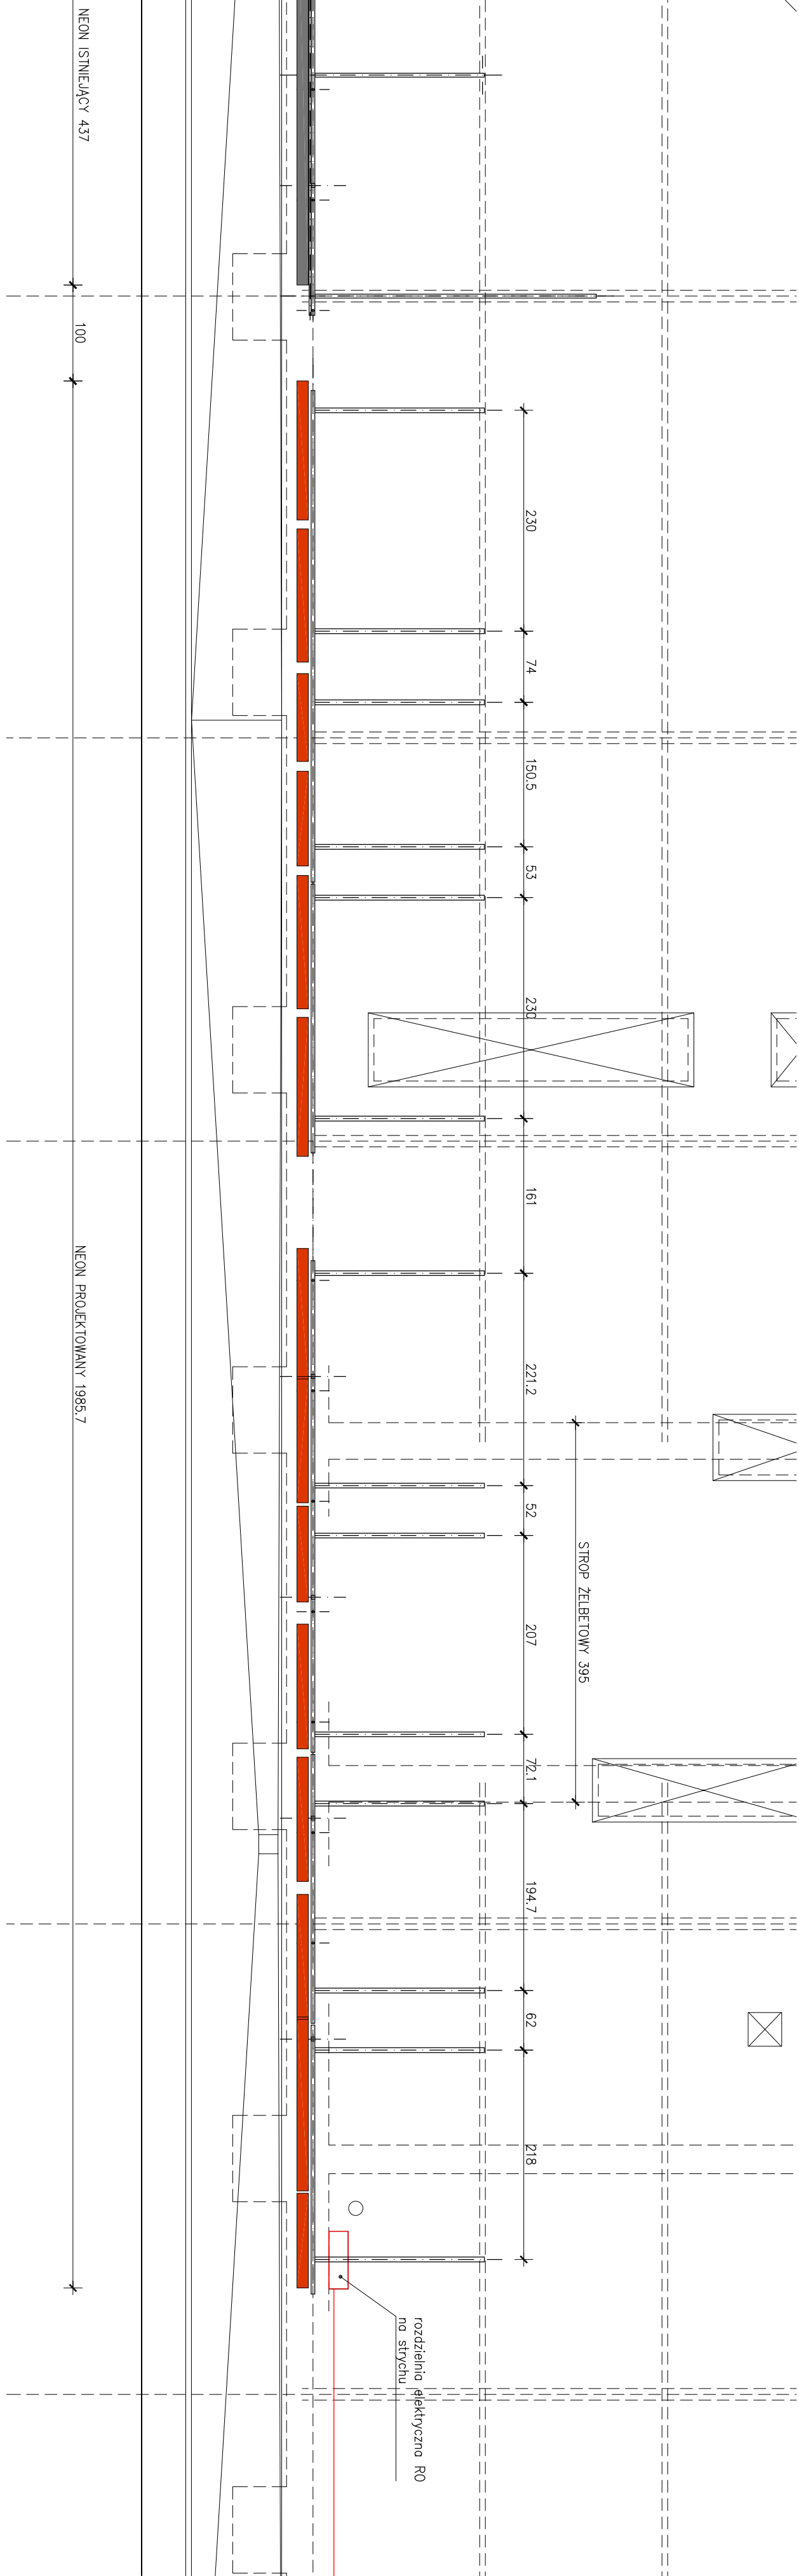 NEON ISTNIEJĄCY 437
100
NEON PROJEKTOWANY 1985.7
230
74
150.5
53
230
161
221.2
52
207
72.1
194.7
62
218
STROP ŻELBETOWY 395
rozdzielnia elektryczna RO
na strychu